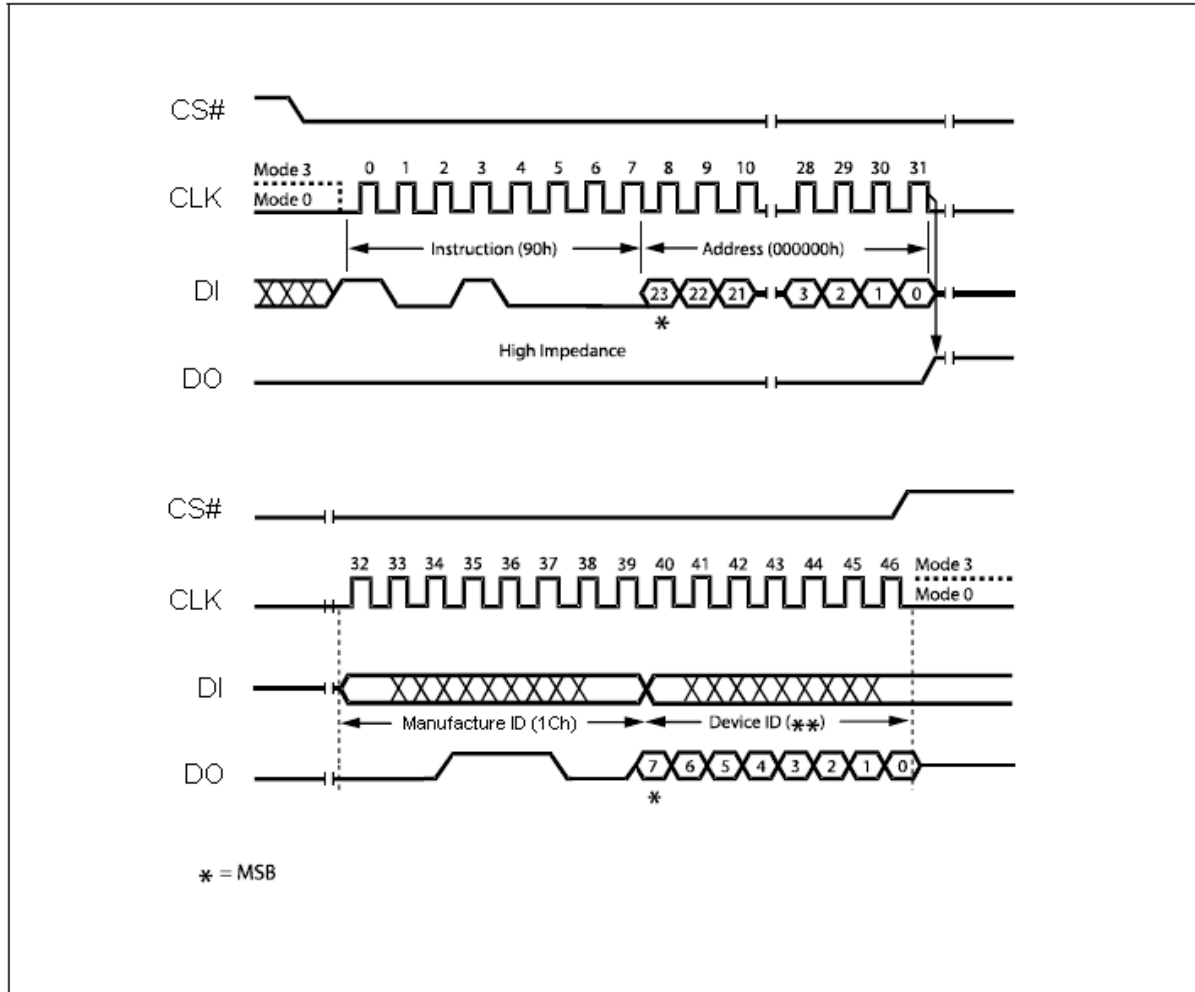 CS#
Mode 3 0 1 2 3 4 5 6 7 8 9 10 28 29 30 31
CLK Mode 0
Instruction (90h) Address (000000h)
DI 23 22 21 3 2 1 0
*
High Impedance
DO
CS#
32 33 34 35 36 37 38 39 40 41 42 43 44 45 46 Mode 3
CLK Mode 0
DI
Manufacture ID (1Ch) Device ID (**)
DO 7 6 5 4 3 2 1 0
*
* = MSB